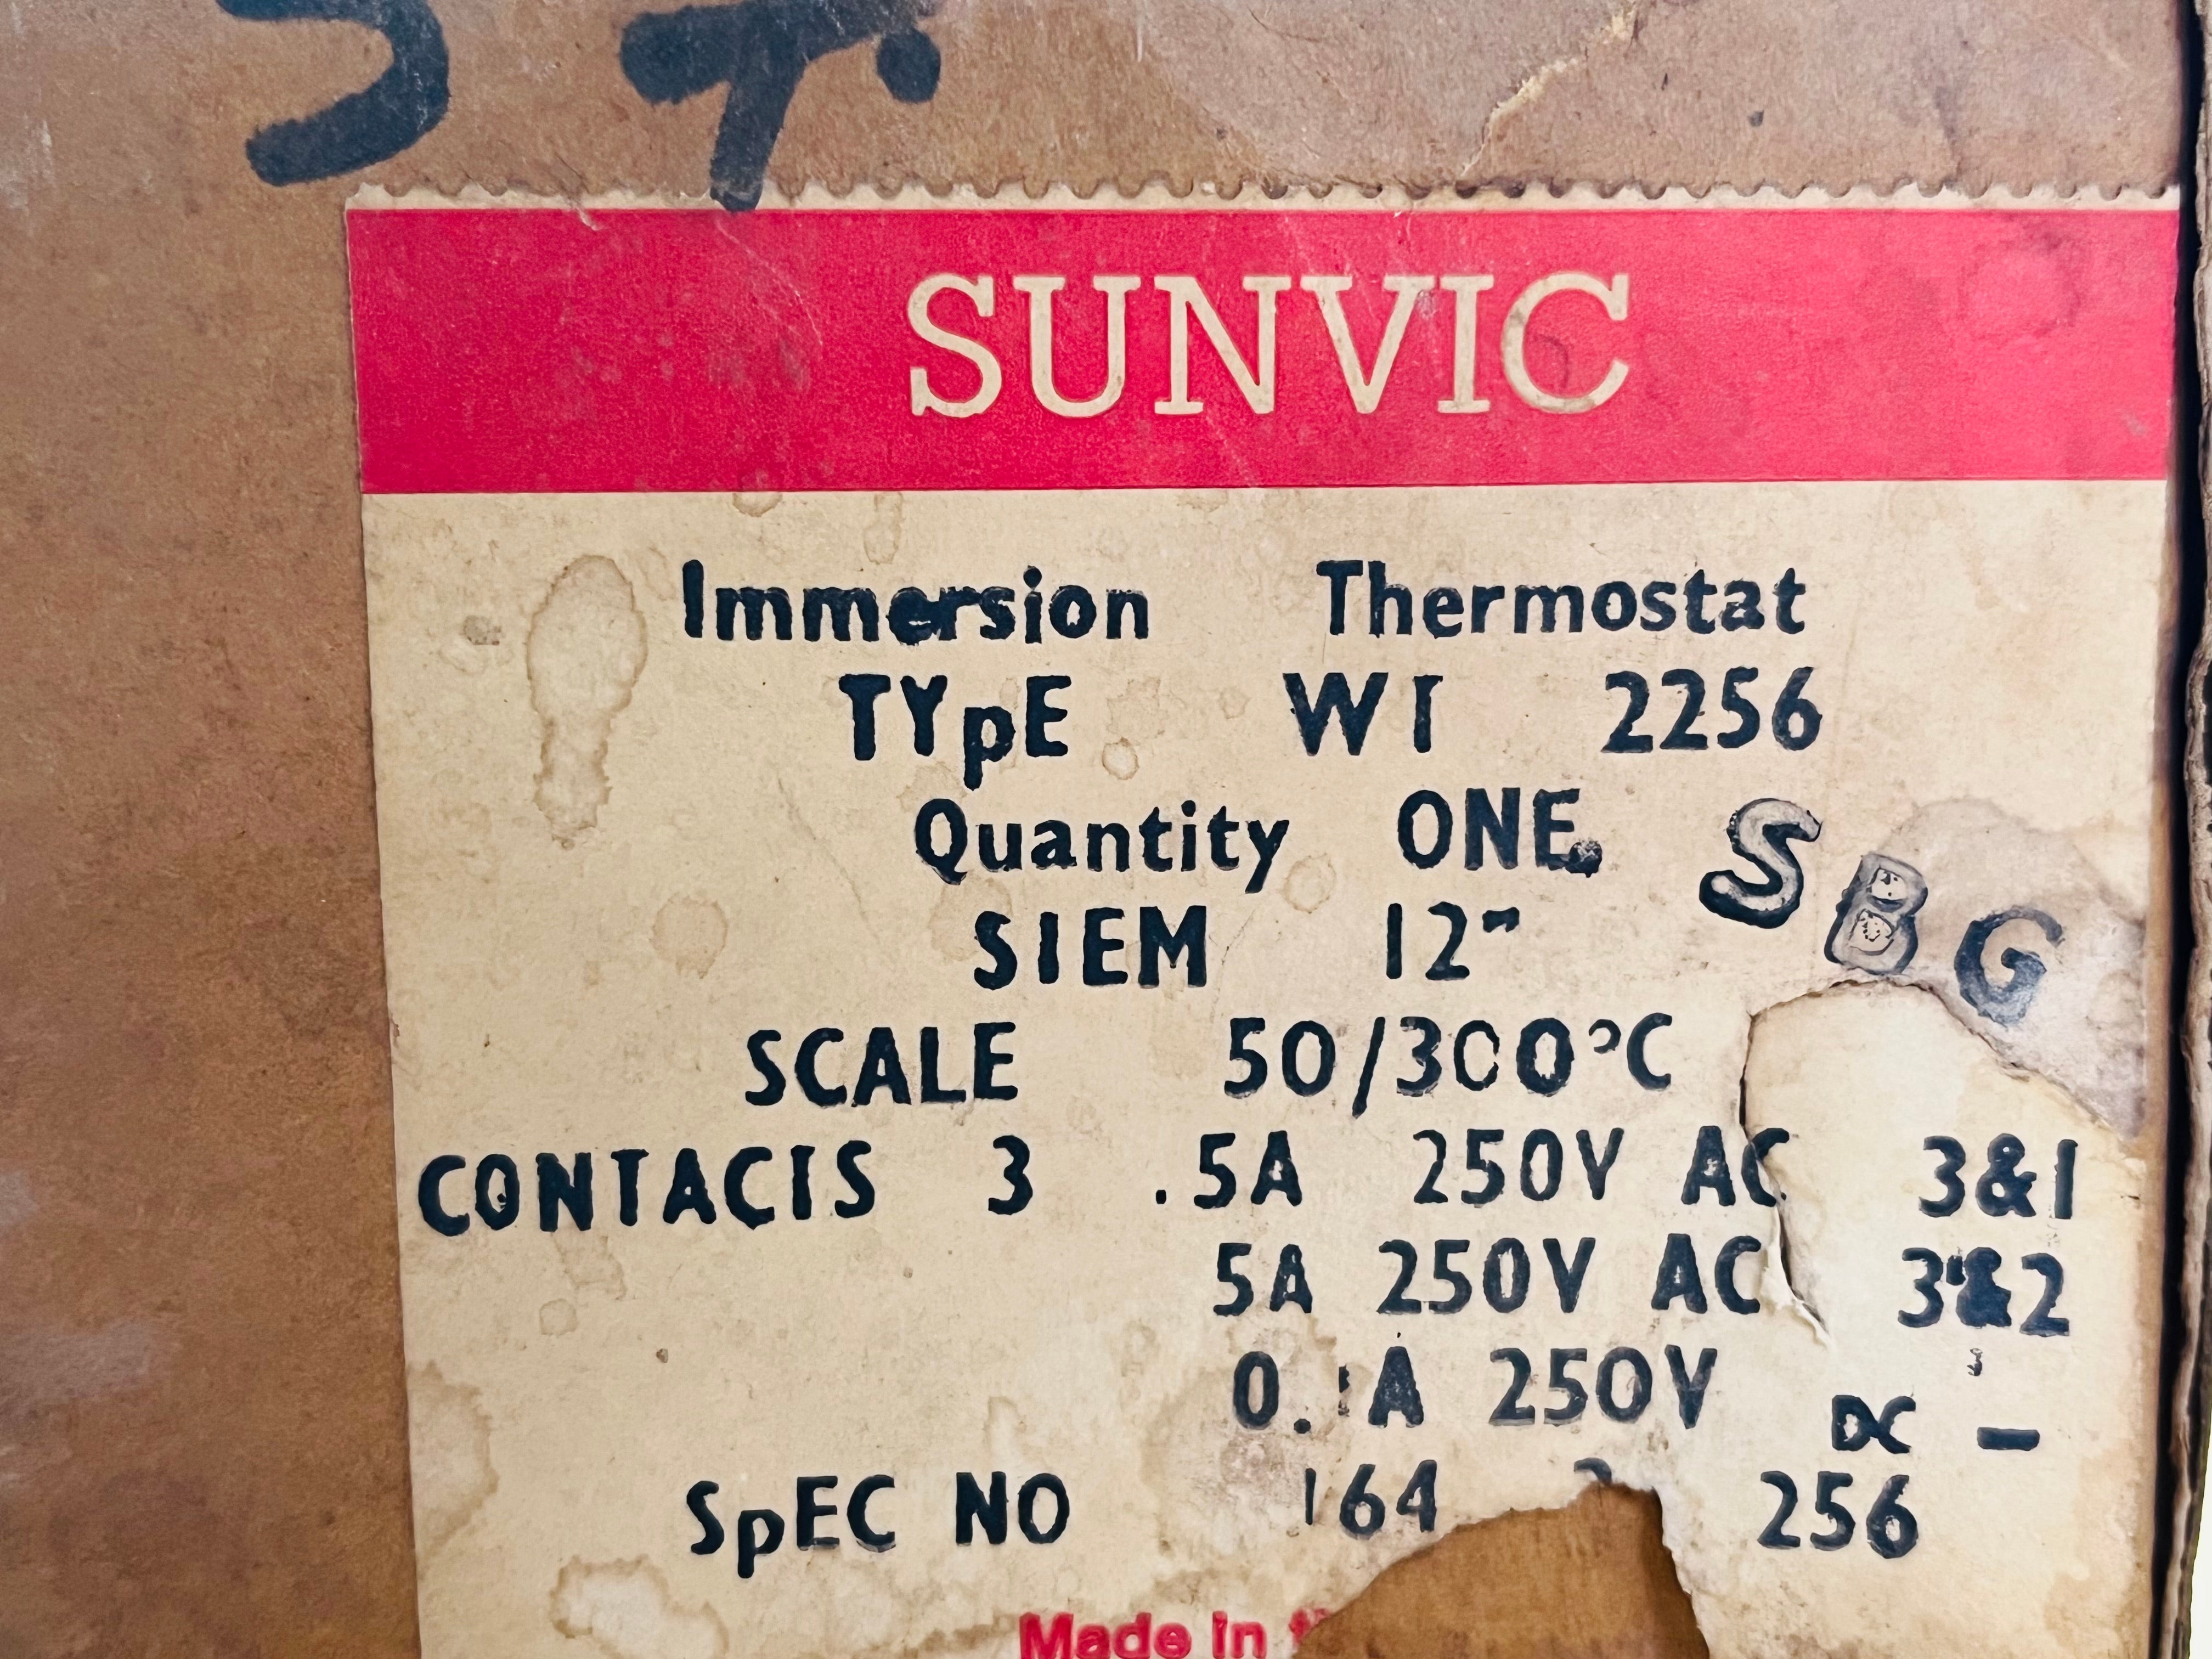 SUNVIC
Immersion Thermostat
TYpE WT 2256
Quantity ONE.
SIEM 12"
SBG
SCALE 50/300°C
CONTACIS 3 .5A 250V AC 3&1
5A 250V AC 3&2
250V DC -
SpEC NO 164 256
Made in